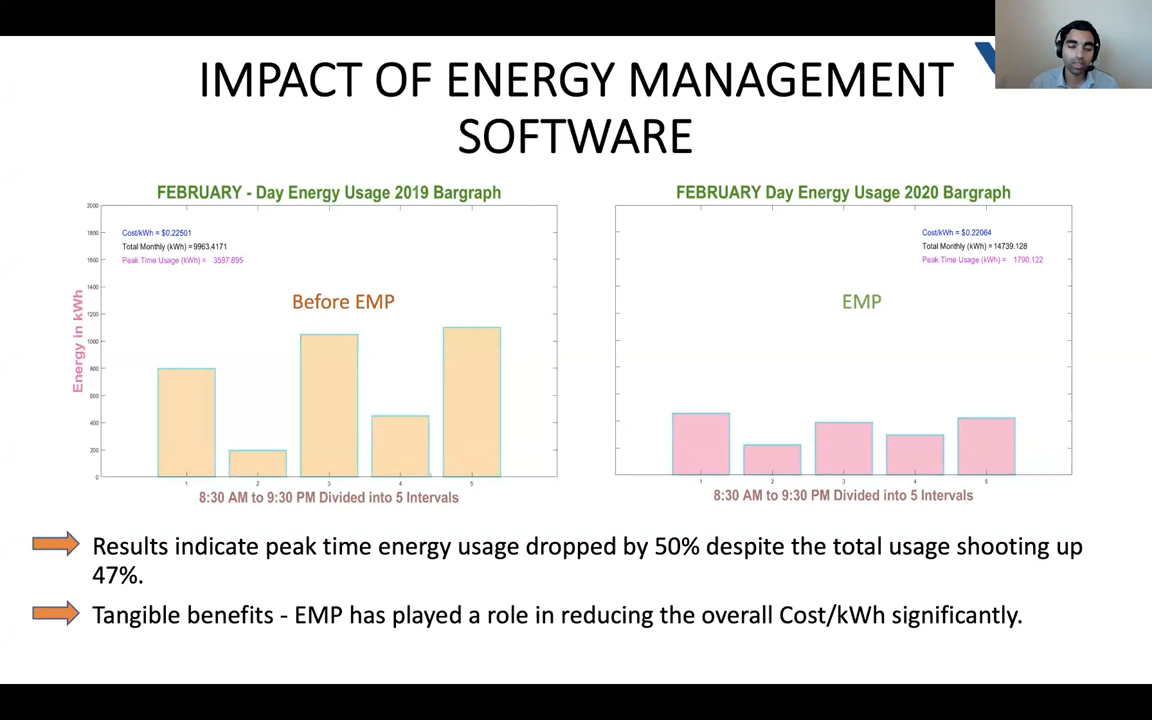 IMPACT OF ENERGY MANAGEMENT
SOFTWARE
FEBRUARY - Day Energy Usage 2019 Bargraph
2000
1800
1600
1400
1200
1000
800
600
400
200
0
Energy in kWh
Cost/kWh = $0.22501
Total Monthly (kWh) = 9963.4171
Peak Time Usage (kWh) = 3597.895
Before EMP
1 2 3 4 5
8:30 AM to 9:30 PM Divided into 5 Intervals
FEBRUARY Day Energy Usage 2020 Bargraph
Cost/kWh = $0.22064
Total Monthly (kWh) = 14739.128
Peak Time Usage (kWh) = 1790.122
EMP
1 2 3 4 5
8:30 AM to 9:30 PM Divided into 5 Intervals
Results indicate peak time energy usage dropped by 50% despite the total usage shooting up
47%.
Tangible benefits - EMP has played a role in reducing the overall Cost/kWh significantly.